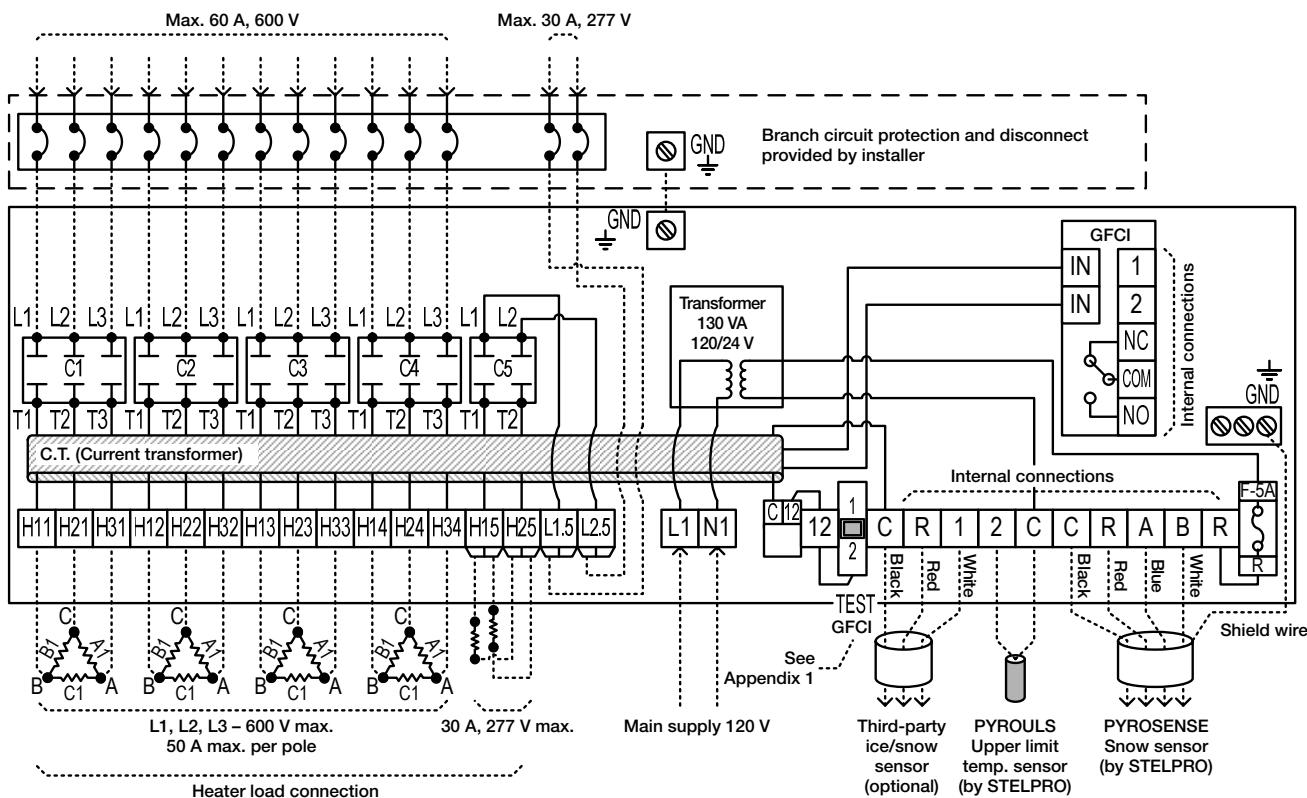 Max. 60 A, 600 V
Max. 30 A, 277 V
GND
Branch circuit protection and disconnect
provided by installer
GND
GFCI
IN 1
IN 2
NC
COM
NO
Internal connections
Transformer
130 VA
120/24 V
L1 L2 L3 L1 L2 L3 L1 L2 L3 L1 L2 L3 L1 L2
C1 C2 C3 C4 C5
T1 T2 T3 T1 T2 T3 T1 T2 T3 T1 T2 T3 T1 T2
GND
C.T. (Current transformer)
Internal connections
F-5A
R
H11 H21 H31 H12 H22 H32 H13 H23 H33 H14 H24 H34 H15 H25 L1.5 L2.5
L1 N1
C 12
12
1
2
C R 1 2 C C R A B R
Black
Red
White
Black
Red
Blue
White
TEST
GFCI
Shield wire
See
Appendix 1
C C C C
B1 A1 B1 A1 B1 A1 B1 A1
B C1 A B C1 A B C1 A B C1 A
L1, L2, L3 – 600 V max.
50 A max. per pole
30 A, 277 V max.
Main supply 120 V
Third-party
ice/snow
sensor
(optional)
PYROULS
Upper limit
temp. sensor
(by STELPRO)
PYROSENSE
Snow sensor
(by STELPRO)
Heater load connection